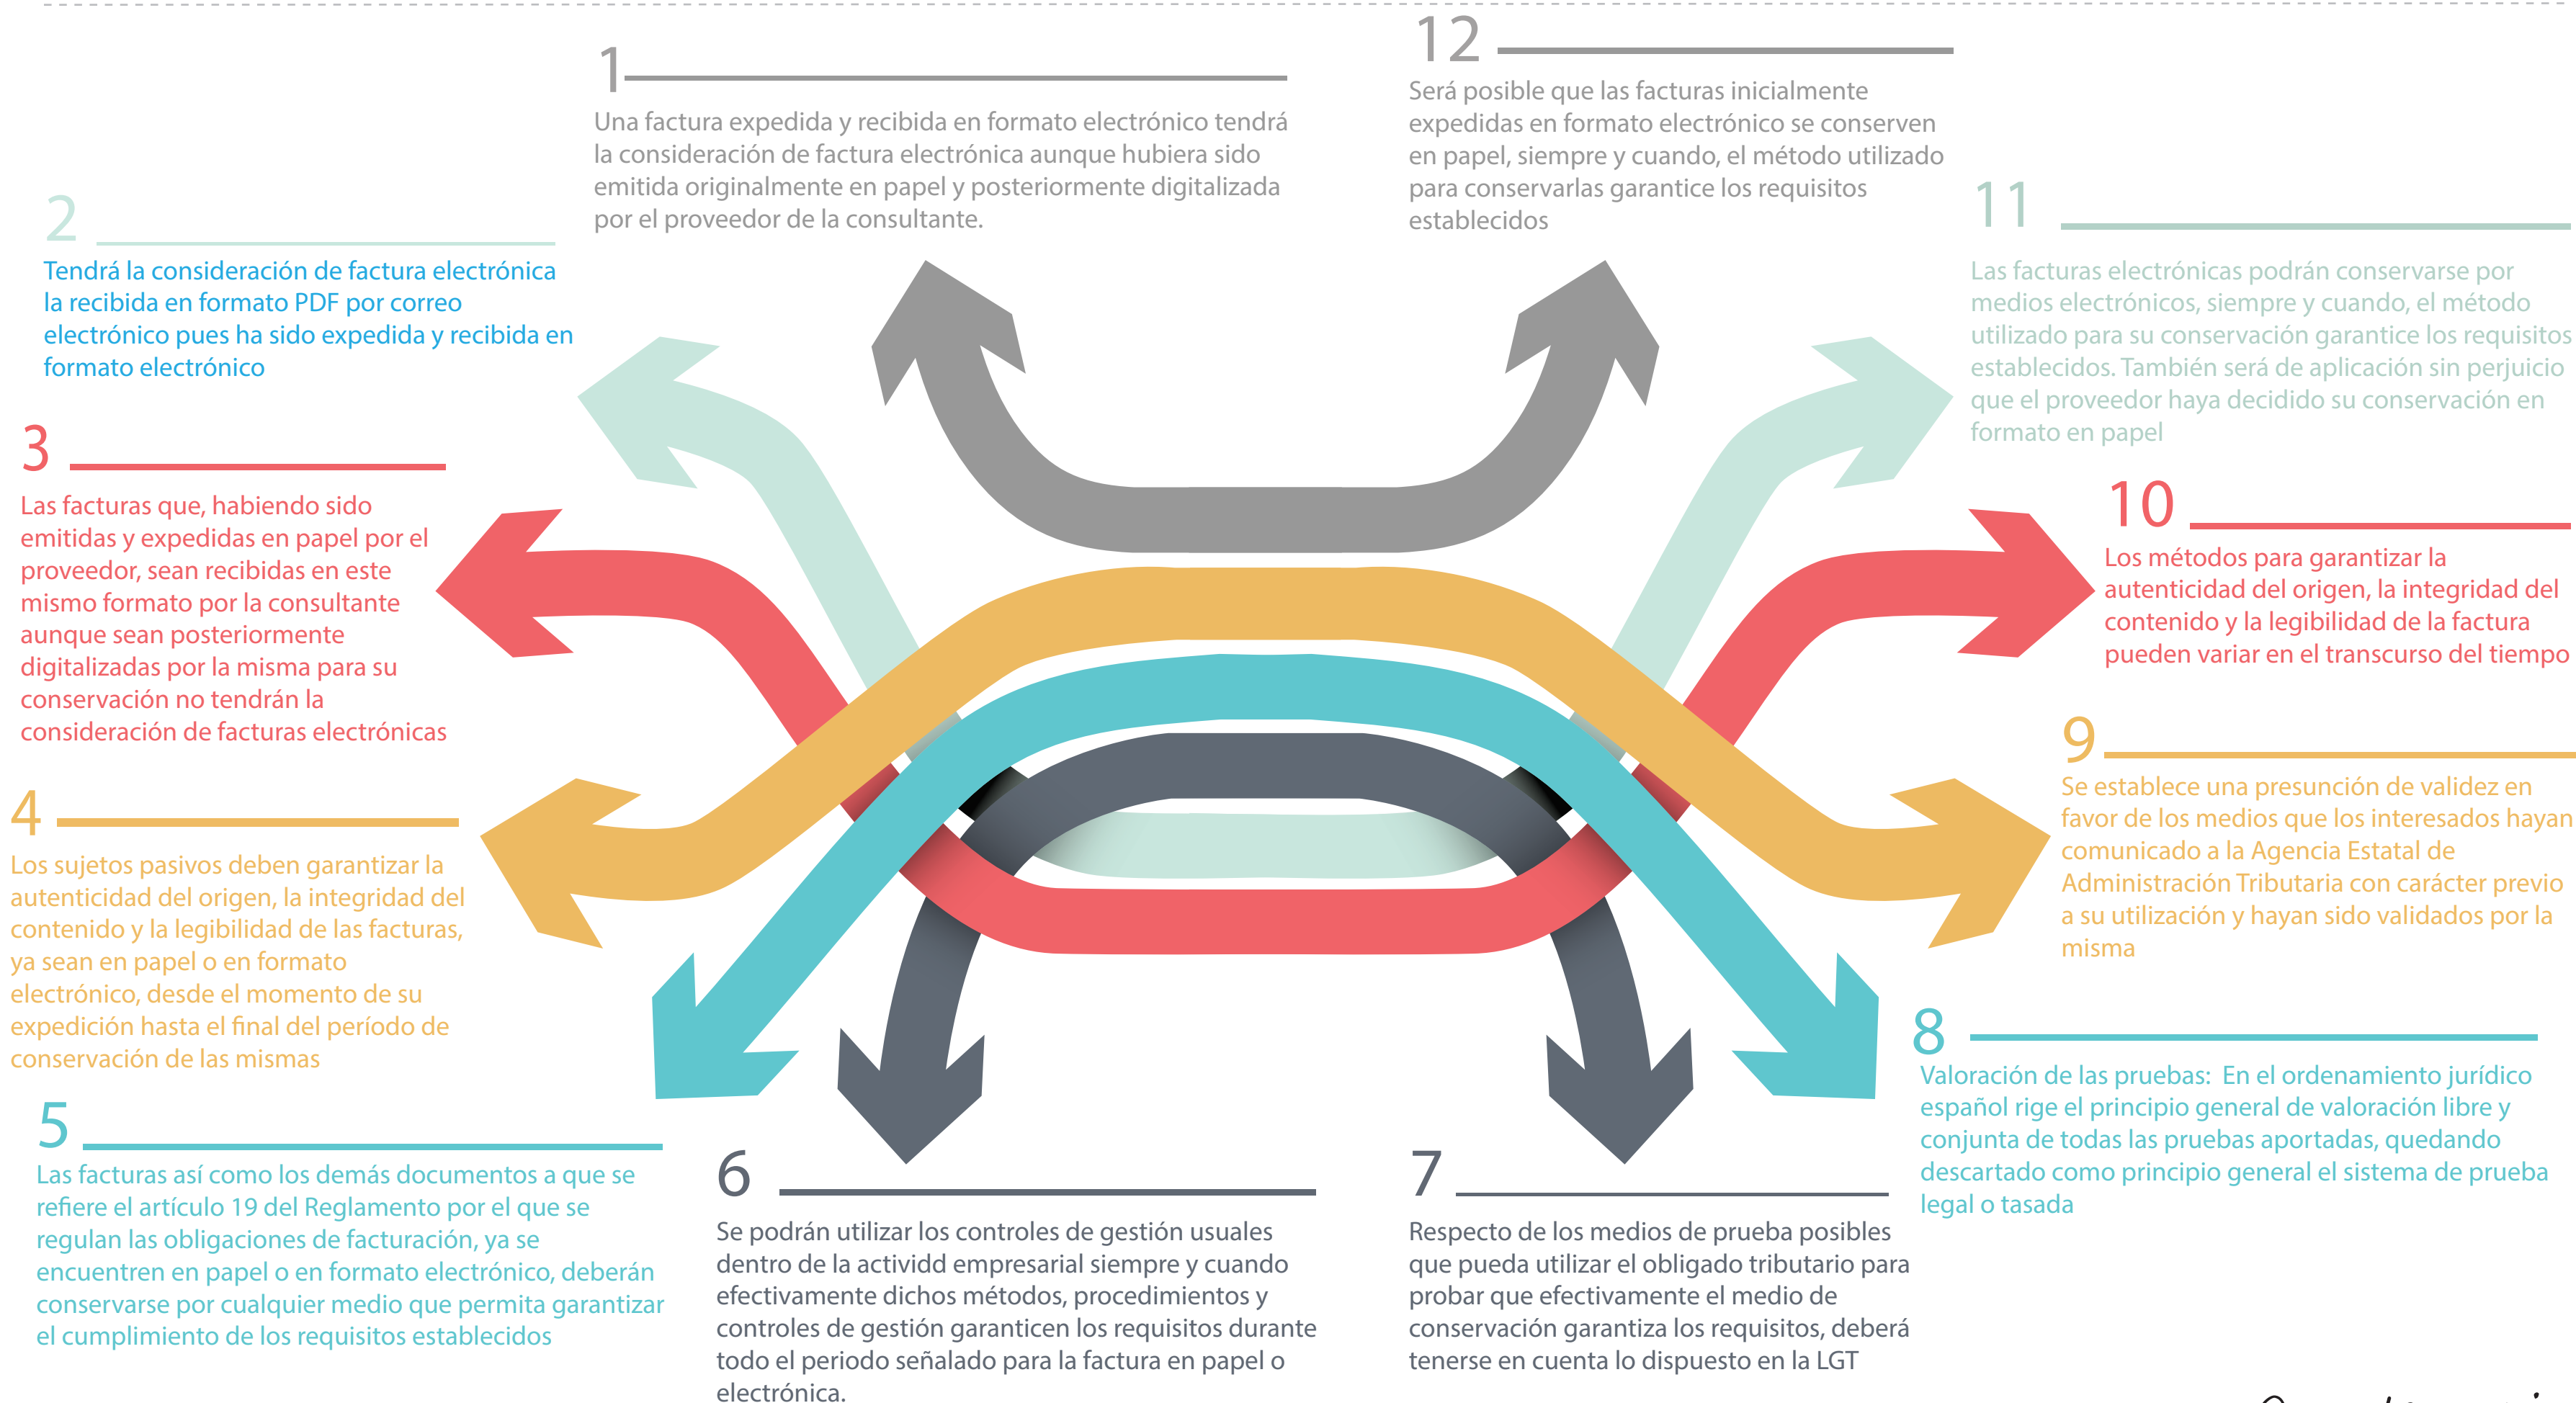 1
Una factura expedida y recibida en formato electrónico tendrá
la consideración de factura electrónica aunque hubiera sido
emitida originalmente en papel y posteriormente digitalizada
por el proveedor de la consultante.
2
Tendrá la consideración de factura electrónica
la recibida en formato PDF por correo
electrónico pues ha sido expedida y recibida en
formato electrónico
3
Las facturas que, habiendo sido
emitidas y expedidas en papel por el
proveedor, sean recibidas en este
mismo formato por la consultante
aunque sean posteriormente
digitalizadas por la misma para su
conservación no tendrán la
consideración de facturas electrónicas
4
Los sujetos pasivos deben garantizar la
autenticidad del origen, la integridad del
contenido y la legibilidad de las facturas,
ya sean en papel o en formato
electrónico, desde el momento de su
expedición hasta el final del período de
conservación de las mismas
5
Las facturas así como los demás documentos a que se
refiere el artículo 19 del Reglamento por el que se
regulan las obligaciones de facturación, ya se
encuentren en papel o en formato electrónico, deberán
conservarse por cualquier medio que permita garantizar
el cumplimiento de los requisitos establecidos
6
Se podrán utilizar los controles de gestión usuales
dentro de la actividd empresarial siempre y cuando
efectivamente dichos métodos, procedimientos y
controles de gestión garanticen los requisitos durante
todo el periodo señalado para la factura en papel o
electrónica.
7
Respecto de los medios de prueba posibles
que pueda utilizar el obligado tributario para
probar que efectivamente el medio de
conservación garantiza los requisitos, deberá
tenerse en cuenta lo dispuesto en la LGT
8
Valoración de las pruebas:  En el ordenamiento jurídico
español rige el principio general de valoración libre y
conjunta de todas las pruebas aportadas, quedando
descartado como principio general el sistema de prueba
legal o tasada
9
Se establece una presunción de validez en
favor de los medios que los interesados hayan
comunicado a la Agencia Estatal de
Administración Tributaria con carácter previo
a su utilización y hayan sido validados por la
misma
10
Los métodos para garantizar la
autenticidad del origen, la integridad del
contenido y la legibilidad de la factura
pueden variar en el transcurso del tiempo
11
Las facturas electrónicas podrán conservarse por
medios electrónicos, siempre y cuando, el método
utilizado para su conservación garantice los requisitos
establecidos. También será de aplicación sin perjuicio
que el proveedor haya decidido su conservación en
formato en papel
12
Será posible que las facturas inicialmente
expedidas en formato electrónico se conserven
en papel, siempre y cuando, el método utilizado
para conservarlas garantice los requisitos
establecidos